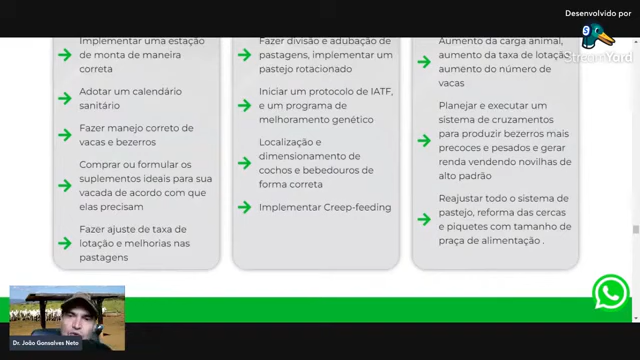 Desenvolvido por
StreamYard
Implementar uma estação
de monta de maneira
correta
Adotar um calendário
sanitário
Fazer manejo correto de
vacas e bezerros
Comprar ou formular os
suplementos ideais para sua
vacada de acordo com que
elas precisam
Fazer ajuste de taxa de
lotação e melhorias nas
pastagens
Fazer divisão e adubação de
pastagens, implementar um
pastejo rotacionado
Iniciar um protocolo de IATF,
e um programa de
melhoramento genético
Localização e
dimensionamento de
cochos e bebedouros de
forma correta
Implementar Creep-feeding
Aumento da carga animal,
aumento da taxa de lotação,
aumento do número de
vacas
Planejar e executar um
sistema de cruzamentos
para produzir bezerros mais
precoces e pesados e gerar
renda vendendo novilhas de
alto padrão
Reajustar todo o sistema de
pastejo, reforma das cercas
e piquetes com tamanho de
praça de alimentação .
Dr. João Gonsalves Neto